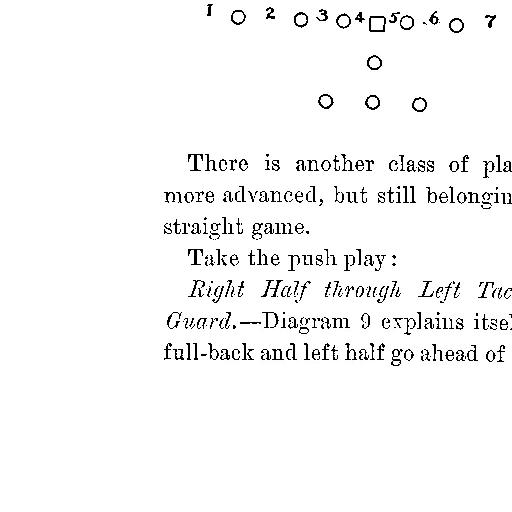 1 2 3 4 5 6 7
There is another class of pla
more advanced, but still belongin
straight game.
Take the push play:
Right Half through Left Tac
Guard.—Diagram 9 explains itsel
full-back and left half go ahead of